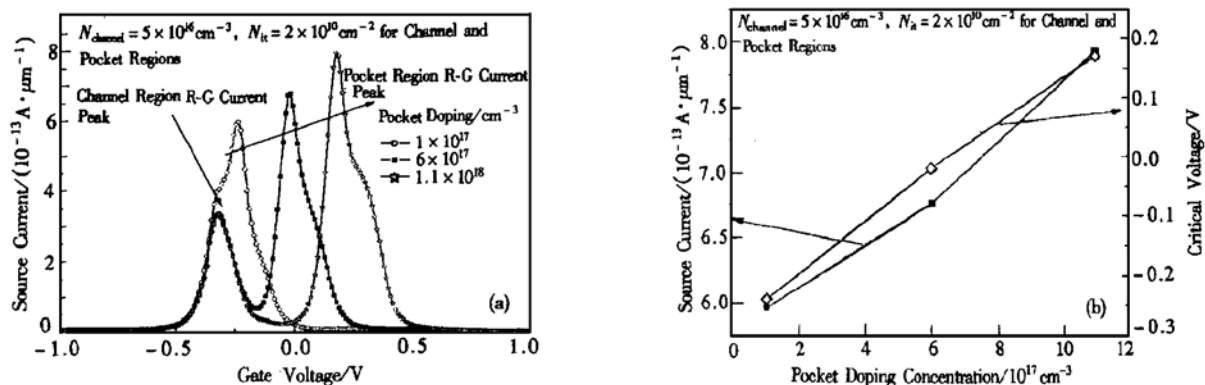 N_channel = 5 × 10^16 cm^-3, N_it = 2 × 10^10 cm^-2 for Channel and
Pocket Regions
Pocket Region R-G Current
Peak
Channel Region R-G Current
Peak
Pocket Doping/cm^-3
1 × 10^17
6 × 10^17
1.1 × 10^18
8
6
4
2
0
Source Current/(10^-13 A·μm^-1)
(a)
-1.0
-0.5
0.0
0.5
1.0
Gate Voltage/V
N_channel = 5×10^16 cm^-3, N_it = 2×10^10 cm^-2 for Channel and
Pocket Regions
8.0
7.5
7.0
6.5
6.0
Source Current/(10^-13 A·μm^-1)
0.2
0.1
0.0
-0.1
-0.2
-0.3
Critical Voltage/V
(b)
0
2
4
6
8
10
12
Pocket Doping Concentration/10^17 cm^-3